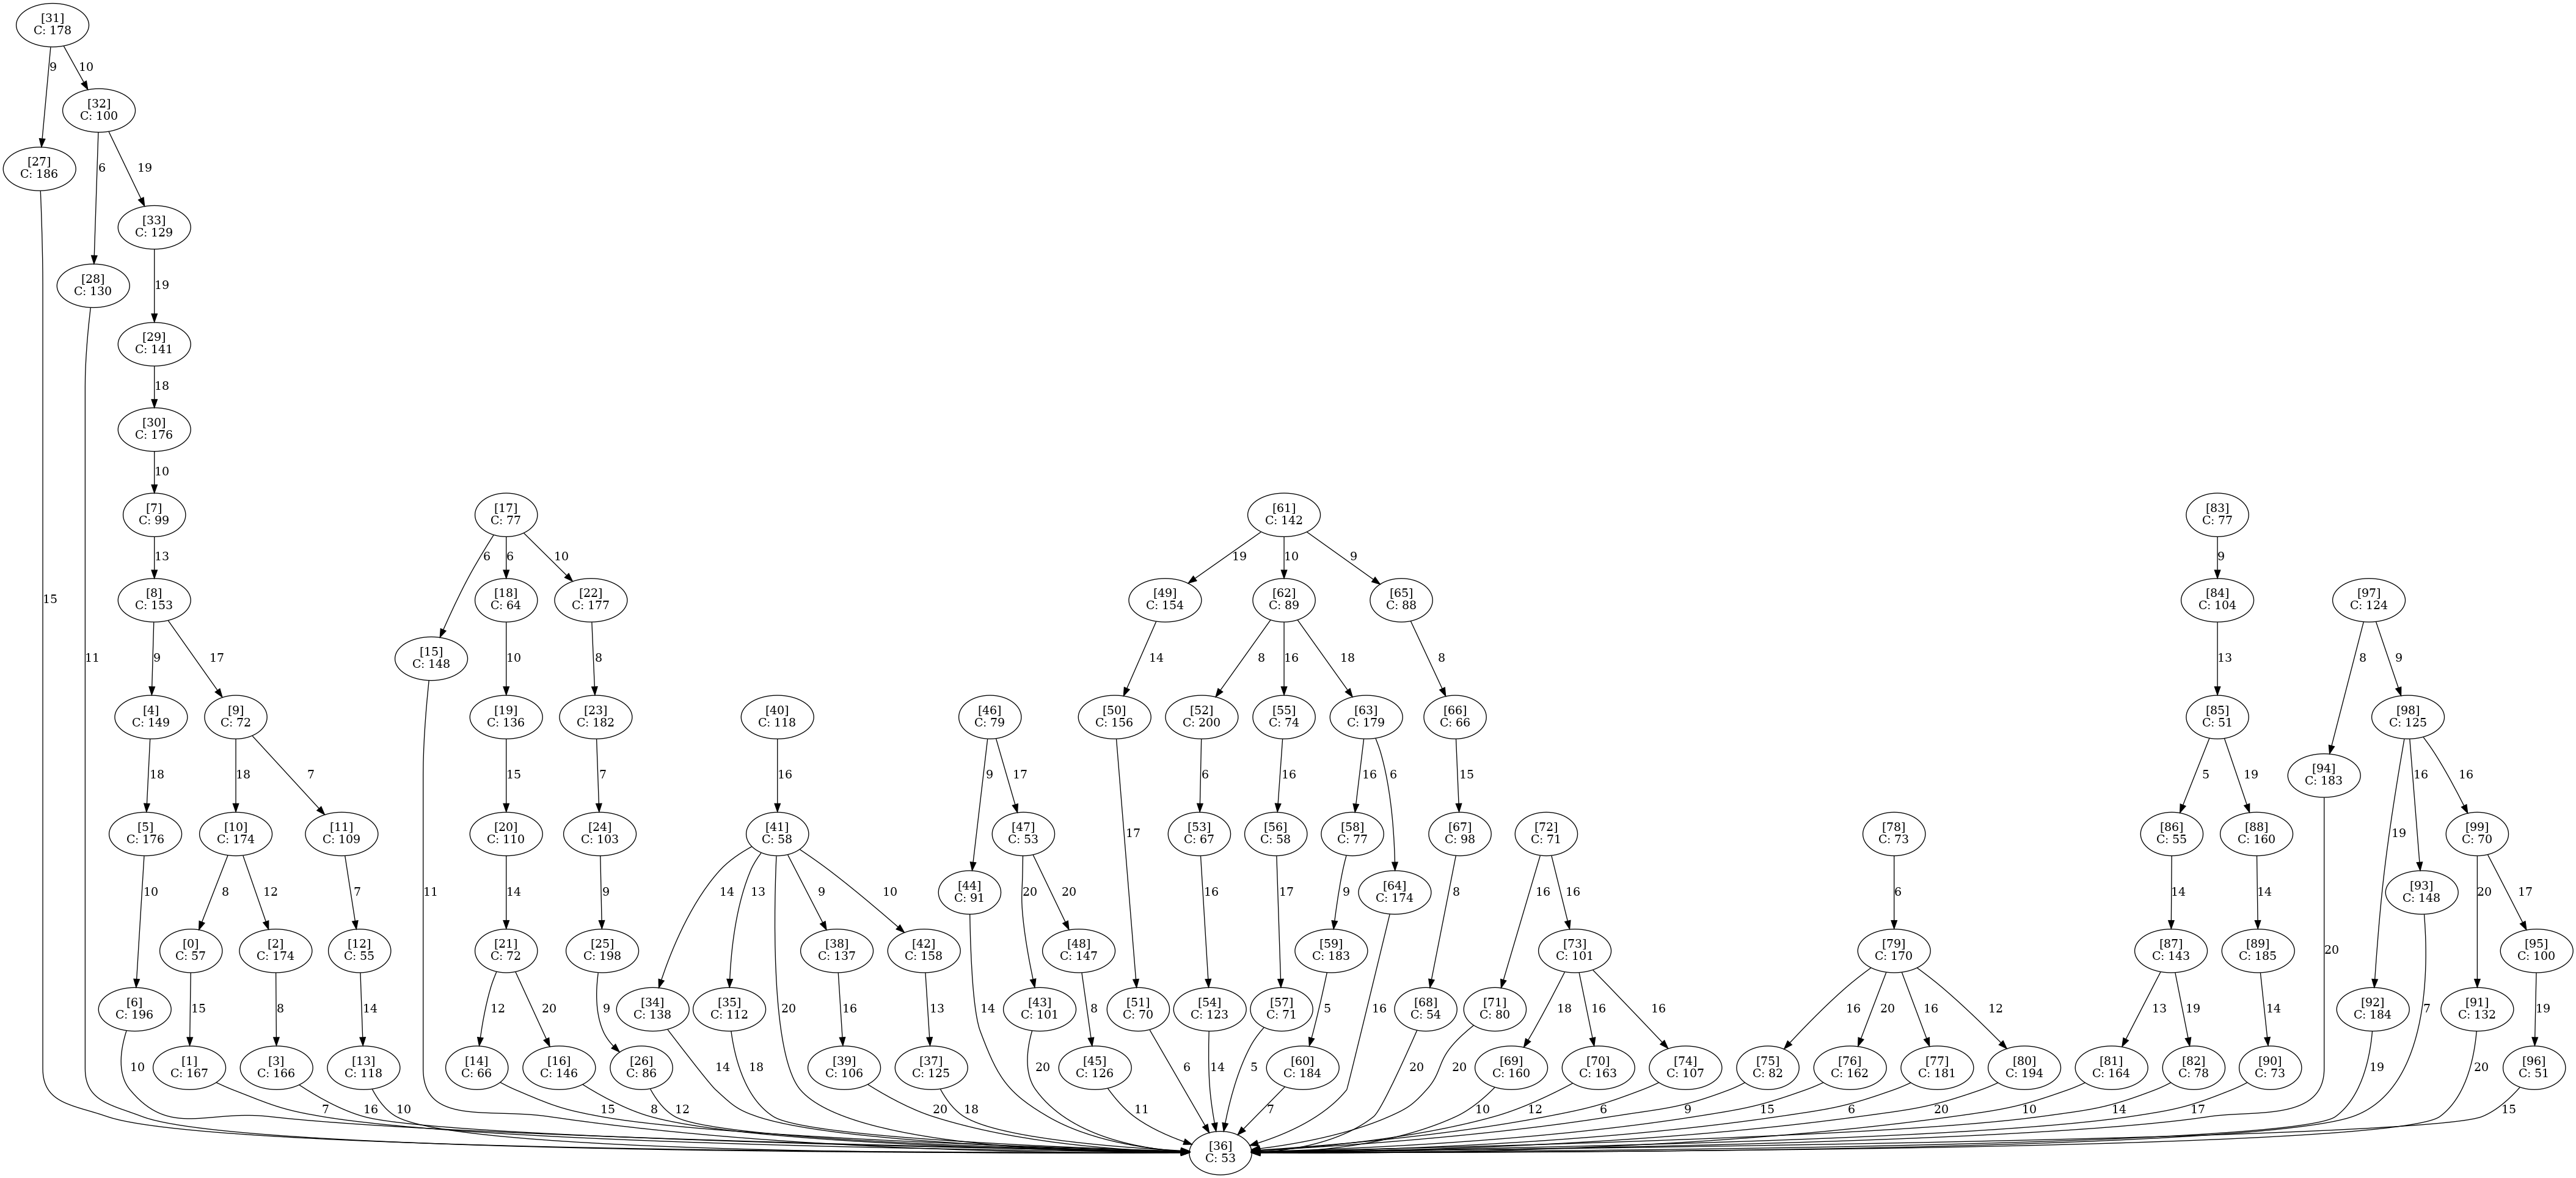 [31]
C: 178
9
10
[32]
C: 100
[27]
C: 186
6
19
[33]
C: 129
[28]
C: 130
19
[29]
C: 141
18
[30]
C: 176
10
[7]
C: 99
[17]
C: 77
[61]
C: 142
[83]
C: 77
13
6
6
10
19
10
9
9
[8]
C: 153
[18]
C: 64
[22]
C: 177
[49]
C: 154
[62]
C: 89
[65]
C: 88
[84]
C: 104
[97]
C: 124
15
11
9
17
[15]
C: 148
10
8
14
8
16
18
8
13
8
9
[4]
C: 149
[9]
C: 72
[19]
C: 136
[23]
C: 182
[40]
C: 118
[46]
C: 79
[50]
C: 156
[52]
C: 200
[55]
C: 74
[63]
C: 179
[66]
C: 66
[85]
C: 51
[98]
C: 125
18
18
7
15
7
16
9
17
6
16
16
6
15
5
19
[94]
C: 183
16
16
[5]
C: 176
[10]
C: 174
[11]
C: 109
[20]
C: 110
[24]
C: 103
[41]
C: 58
[47]
C: 53
17
[53]
C: 67
[56]
C: 58
[58]
C: 77
[67]
C: 98
[72]
C: 71
[78]
C: 73
[86]
C: 55
[88]
C: 160
19
[99]
C: 70
10
8
12
7
11
14
9
14
13
9
10
[44]
C: 91
20
20
16
17
9
[64]
C: 174
8
16
16
6
14
14
[93]
C: 148
20
17
[0]
C: 57
[2]
C: 174
[12]
C: 55
[21]
C: 72
[25]
C: 198
[38]
C: 137
[42]
C: 158
[48]
C: 147
[59]
C: 183
[73]
C: 101
[79]
C: 170
[87]
C: 143
[89]
C: 185
20
[95]
C: 100
[6]
C: 196
15
8
14
12
20
9
[34]
C: 138
[35]
C: 112
20
16
13
14
[43]
C: 101
8
[51]
C: 70
[54]
C: 123
[57]
C: 71
5
16
[68]
C: 54
[71]
C: 80
18
16
16
16
20
16
12
13
19
14
[92]
C: 184
7
[91]
C: 132
19
10
[1]
C: 167
[3]
C: 166
[13]
C: 118
[14]
C: 66
[16]
C: 146
[26]
C: 86
14
18
[39]
C: 106
[37]
C: 125
20
[45]
C: 126
6
14
5
[60]
C: 184
20
20
[69]
C: 160
[70]
C: 163
[74]
C: 107
[75]
C: 82
[76]
C: 162
[77]
C: 181
[80]
C: 194
[81]
C: 164
[82]
C: 78
[90]
C: 73
19
20
[96]
C: 51
7
16
10
15
8
12
20
18
11
7
10
12
6
9
15
6
20
10
14
17
15
[36]
C: 53